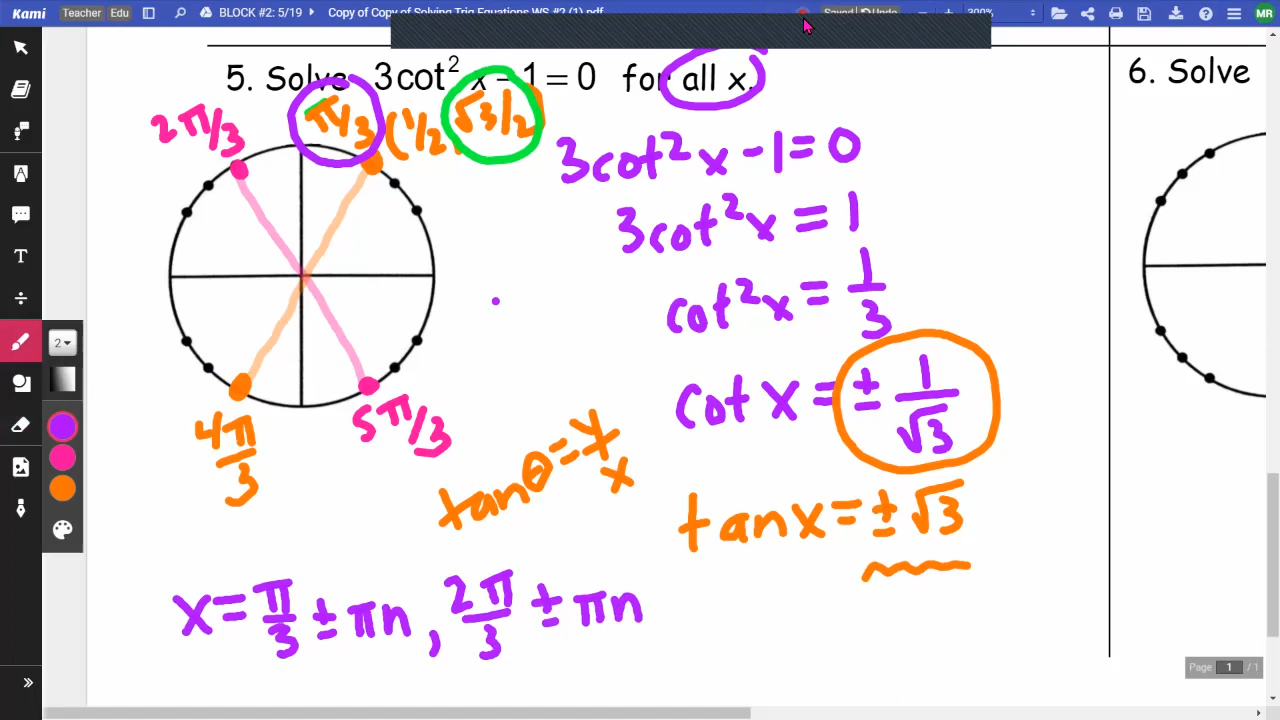 Kami Teacher Edu BLOCK #2: 5/19 Copy of Copy of Solving Trig Equations WS #2 (1).pdf Saved Undo 300% MR
5. Solve 3cot² x - 1 = 0 for all x.
6. Solve
2π/3
π/3 (1/2, √3/2
3cot²x - 1 = 0
3cot²x = 1
cot²x = 1/3
cot x = ± 1/√3
4π/3
5π/3
tanθ = y/x
tanx = ± √3
x = π/3 ± πn, 2π/3 ± πn
2
T
Page 1 / 1